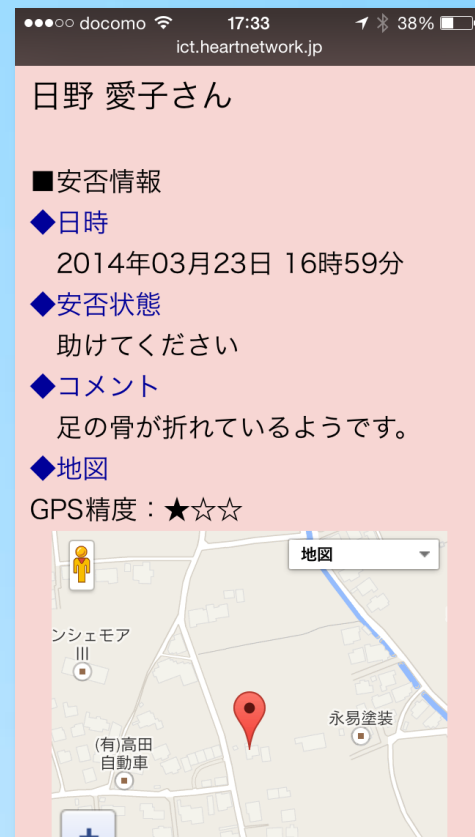 ●●●○○ docomo 17:33 38%
ict.heartnetwork.jp
日野 愛子さん
■安否情報
◆日時
2014年03月23日 16時59分
◆安否状態
助けてください
◆コメント
足の骨が折れているようです。
◆地図
GPS精度：★☆☆
地図
ンシェモア
III
永易塗装
(有)高田
自動車
+